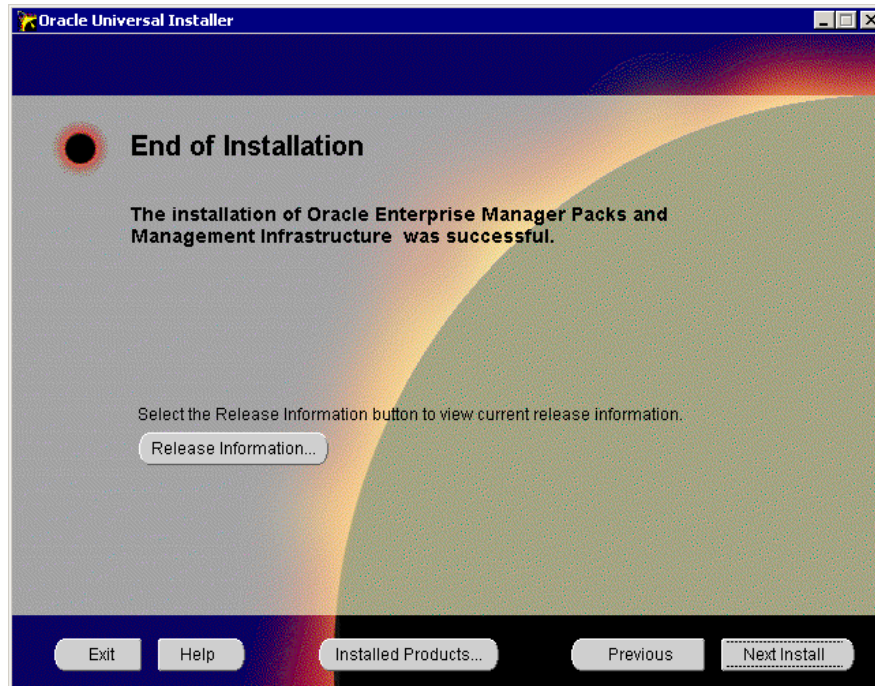 Oracle Universal Installer
End of Installation
The installation of Oracle Enterprise Manager Packs and
Management Infrastructure  was successful.
Select the Release Information button to view current release information.
Release Information...
Exit
Help
Installed Products...
Previous
Next Install